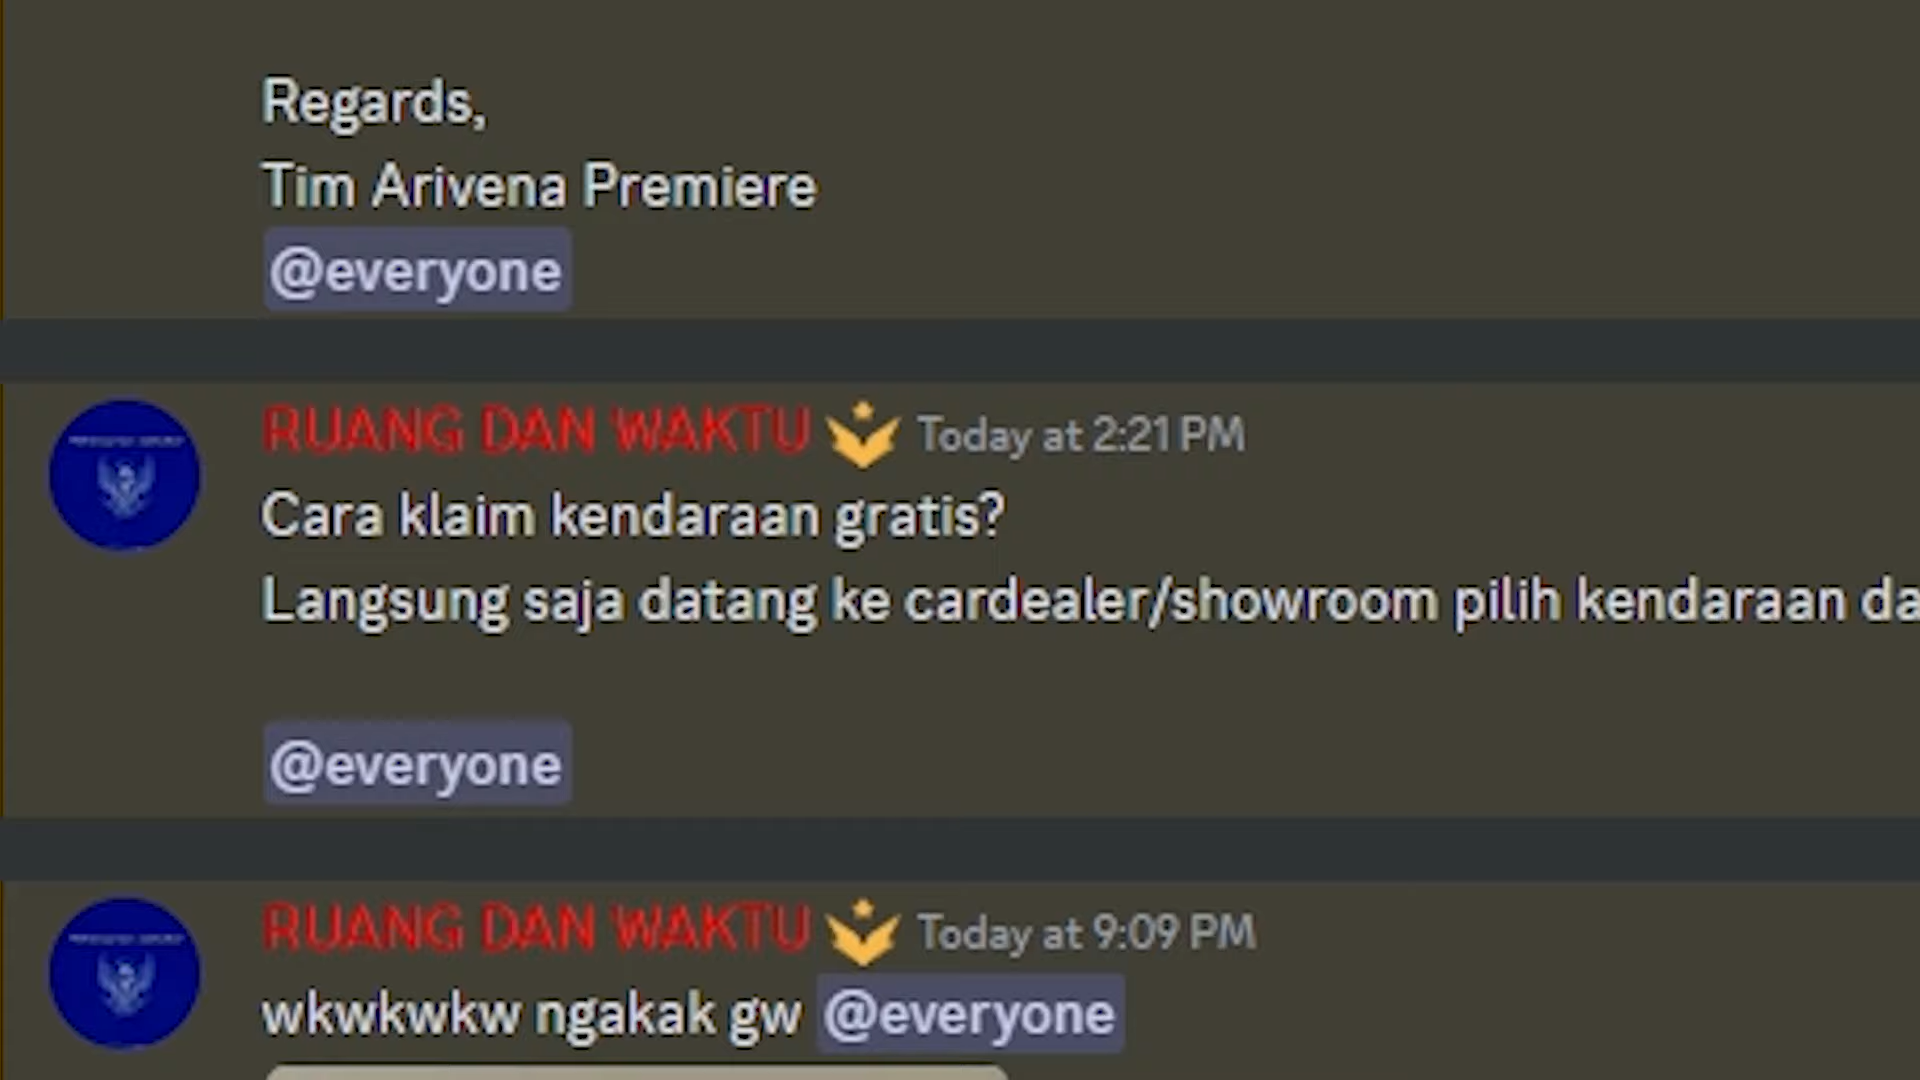 Regards,
Tim Arivena Premiere
@everyone
RUANG DAN WAKTU Today at 2:21 PM
Cara klaim kendaraan gratis?
Langsung saja datang ke cardealer/showroom pilih kendaraan da
@everyone
RUANG DAN WAKTU Today at 9:09 PM
wkwkwkw ngakak gw @everyone